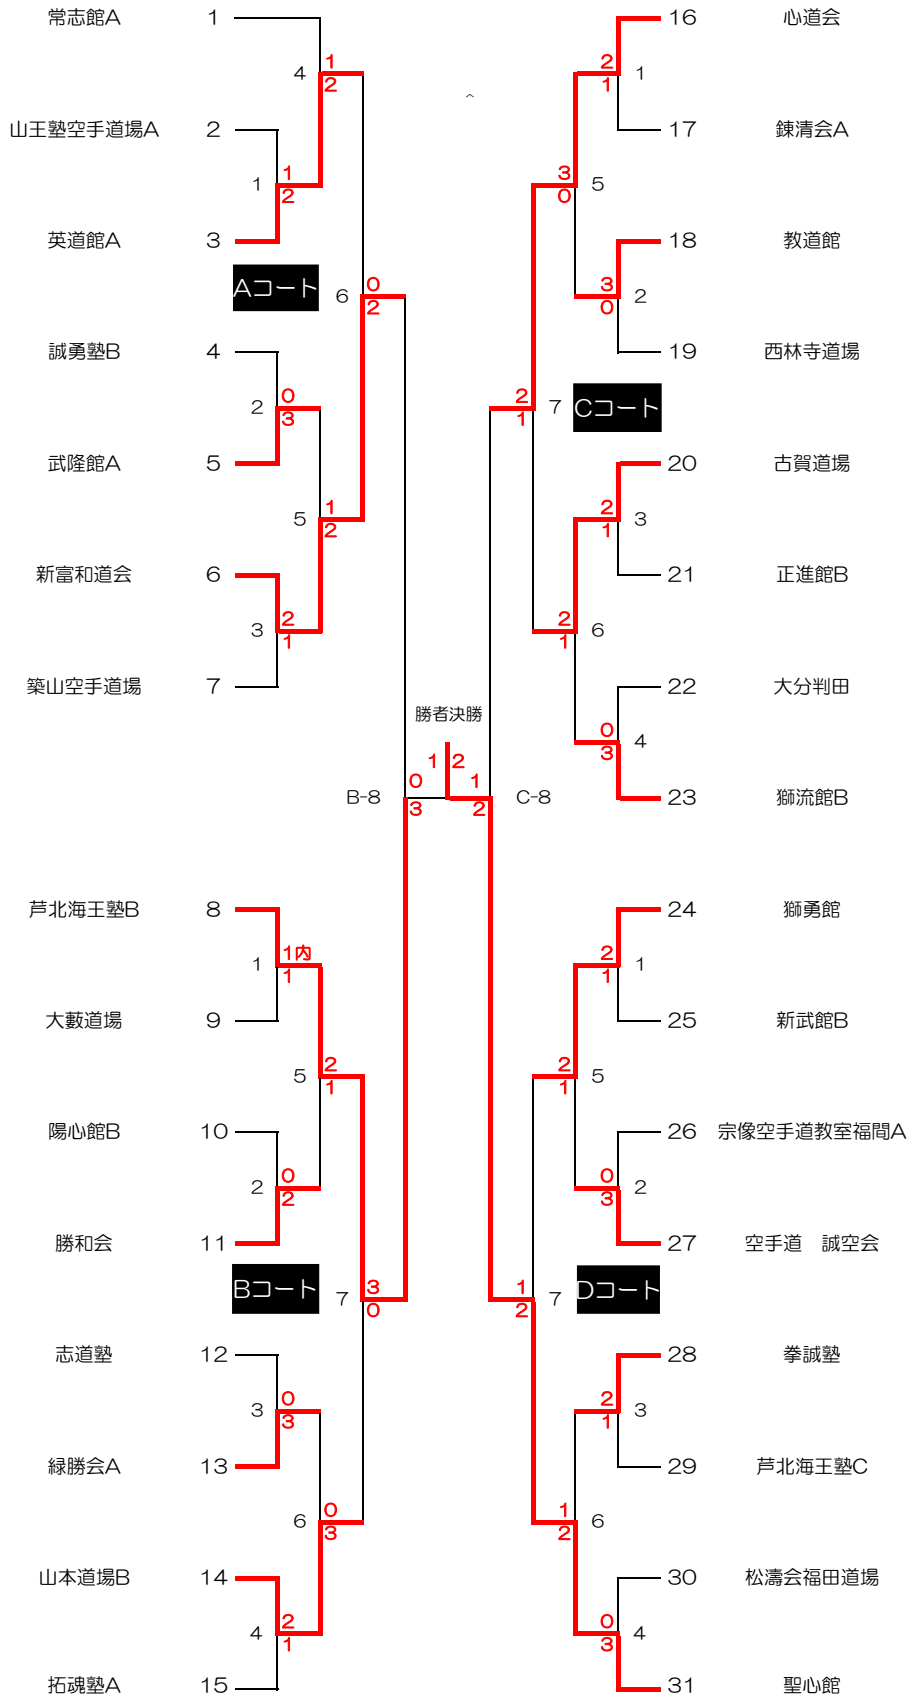 常志館A 1
4
1
2
山王塾空手道場A 2
1
1
2
英道館A 3
Aコート
6
0
2
誠勇塾B 4
2
0
3
武隆館A 5
5
1
2
新富和道会 6
3
2
1
築山空手道場 7
勝者決勝
1 2
B-8
0
3
1
2
C-8
芦北海王塾B 8
1
1内
1
大藪道場 9
5
2
1
陽心館B 10
2
0
2
勝和会 11
Bコート
7
3
0
志道塾 12
3
0
3
緑勝会A 13
6
0
3
山本道場B 14
4
2
1
拓魂塾A 15
16 心道会
2
1
1
17 錬清会A
3
0
5
18 教道館
3
0
2
19 西林寺道場
2
1
7
Cコート
20 古賀道場
2
1
3
21 正進館B
2
1
6
22 大分判田
0
3
4
23 獅流館B
24 獅勇館
2
1
1
25 新武館B
2
1
5
26 宗像空手道教室福間A
0
3
2
27 空手道 誠空会
1
2
7
Dコート
28 拳誠塾
2
1
3
29 芦北海王塾C
1
2
6
30 松濤会福田道場
0
3
4
31 聖心館